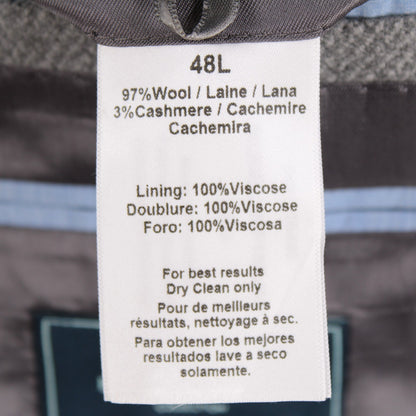 48L
97%Wool / Laine / Lana
3%Cashmere / Cachemire
Cachemira
Lining: 100%Viscose
Doublure: 100%Viscose
Foro: 100%Viscosa
For best results
Dry Clean only
Pour de meilleurs
résultats, nettoyage à sec.
Para obtener los mejores
resultados lave a seco
solamente.